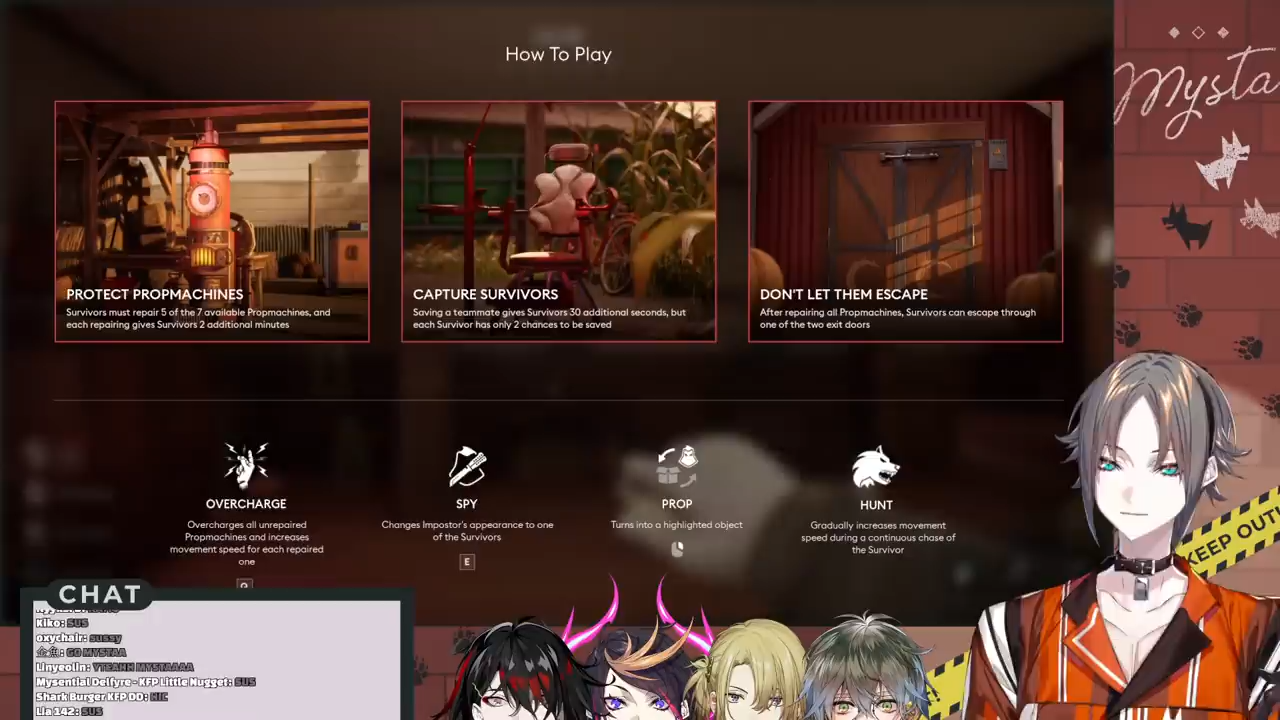 How To Play
Mysta
PROTECT PROPMACHINES
Survivors must repair 5 of the 7 available Propmachines, and
each repairing gives Survivors 2 additional minutes
CAPTURE SURVIVORS
Saving a teammate gives Survivors 30 additional seconds, but
each Survivor has only 2 chances to be saved
DON'T LET THEM ESCAPE
After repairing all Propmachines, Survivors can escape through
one of the two exit doors
OVERCHARGE
Overcharges all unrepaired
Propmachines and increases
movement speed for each repaired
one
SPY
Changes Impostor's appearance to one
of the Survivors
E
PROP
Turns into a highlighted object
HUNT
Gradually increases movement
speed during a continuous chase of
the Survivor
KEEP OUT!
CHAT
Kiko: SUS
oxychair: sussy
GO MYSTAA
Linyeolin: YTEAHH MYSTAAAA
Mysential Deifyre - KFP Little Nugget: SUS
Shark Burger KFP DD: HIC
Lia 142: SUS